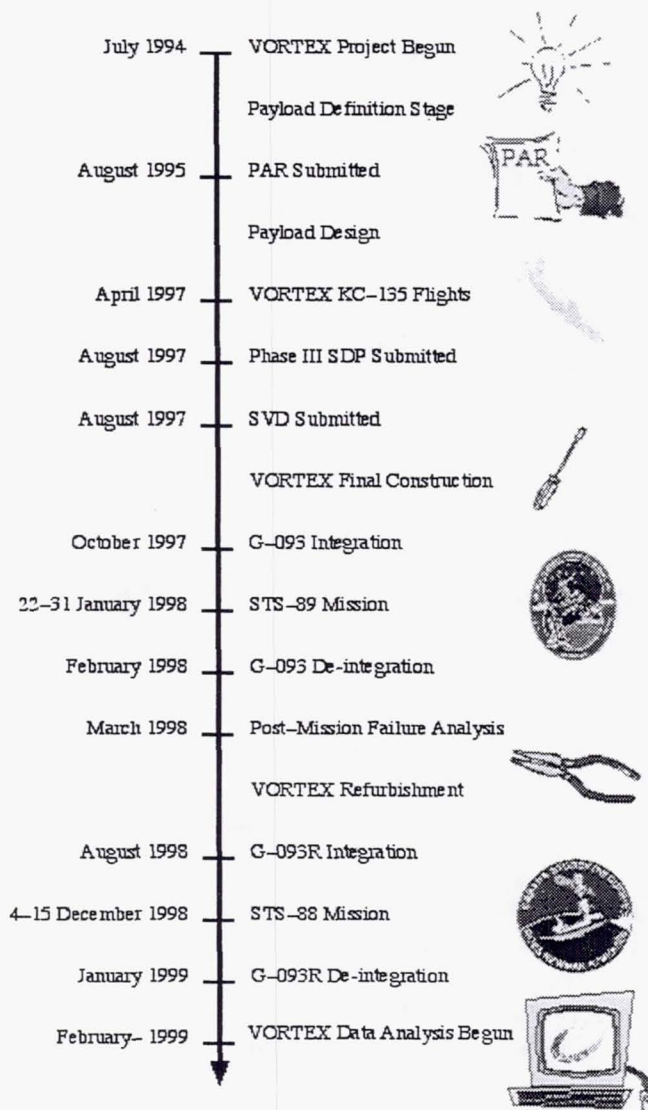 July 1994 VORTEX Project Begun
Payload Definition Stage
PAR
August 1995 PAR Submitted
Payload Design
April 1997 VORTEX KC-135 Flights
August 1997 Phase III SDP Submitted
August 1997 SVD Submitted
VORTEX Final Construction
October 1997 G-093 Integration
22-31 January 1998 STS-89 Mission
February 1998 G-093 De-integration
March 1998 Post-Mission Failure Analysis
VORTEX Refurbishment
August 1998 G-093R Integration
4-15 December 1998 STS-88 Mission
January 1999 G-093R De-integration
February- 1999 VORTEX Data Analysis Begun